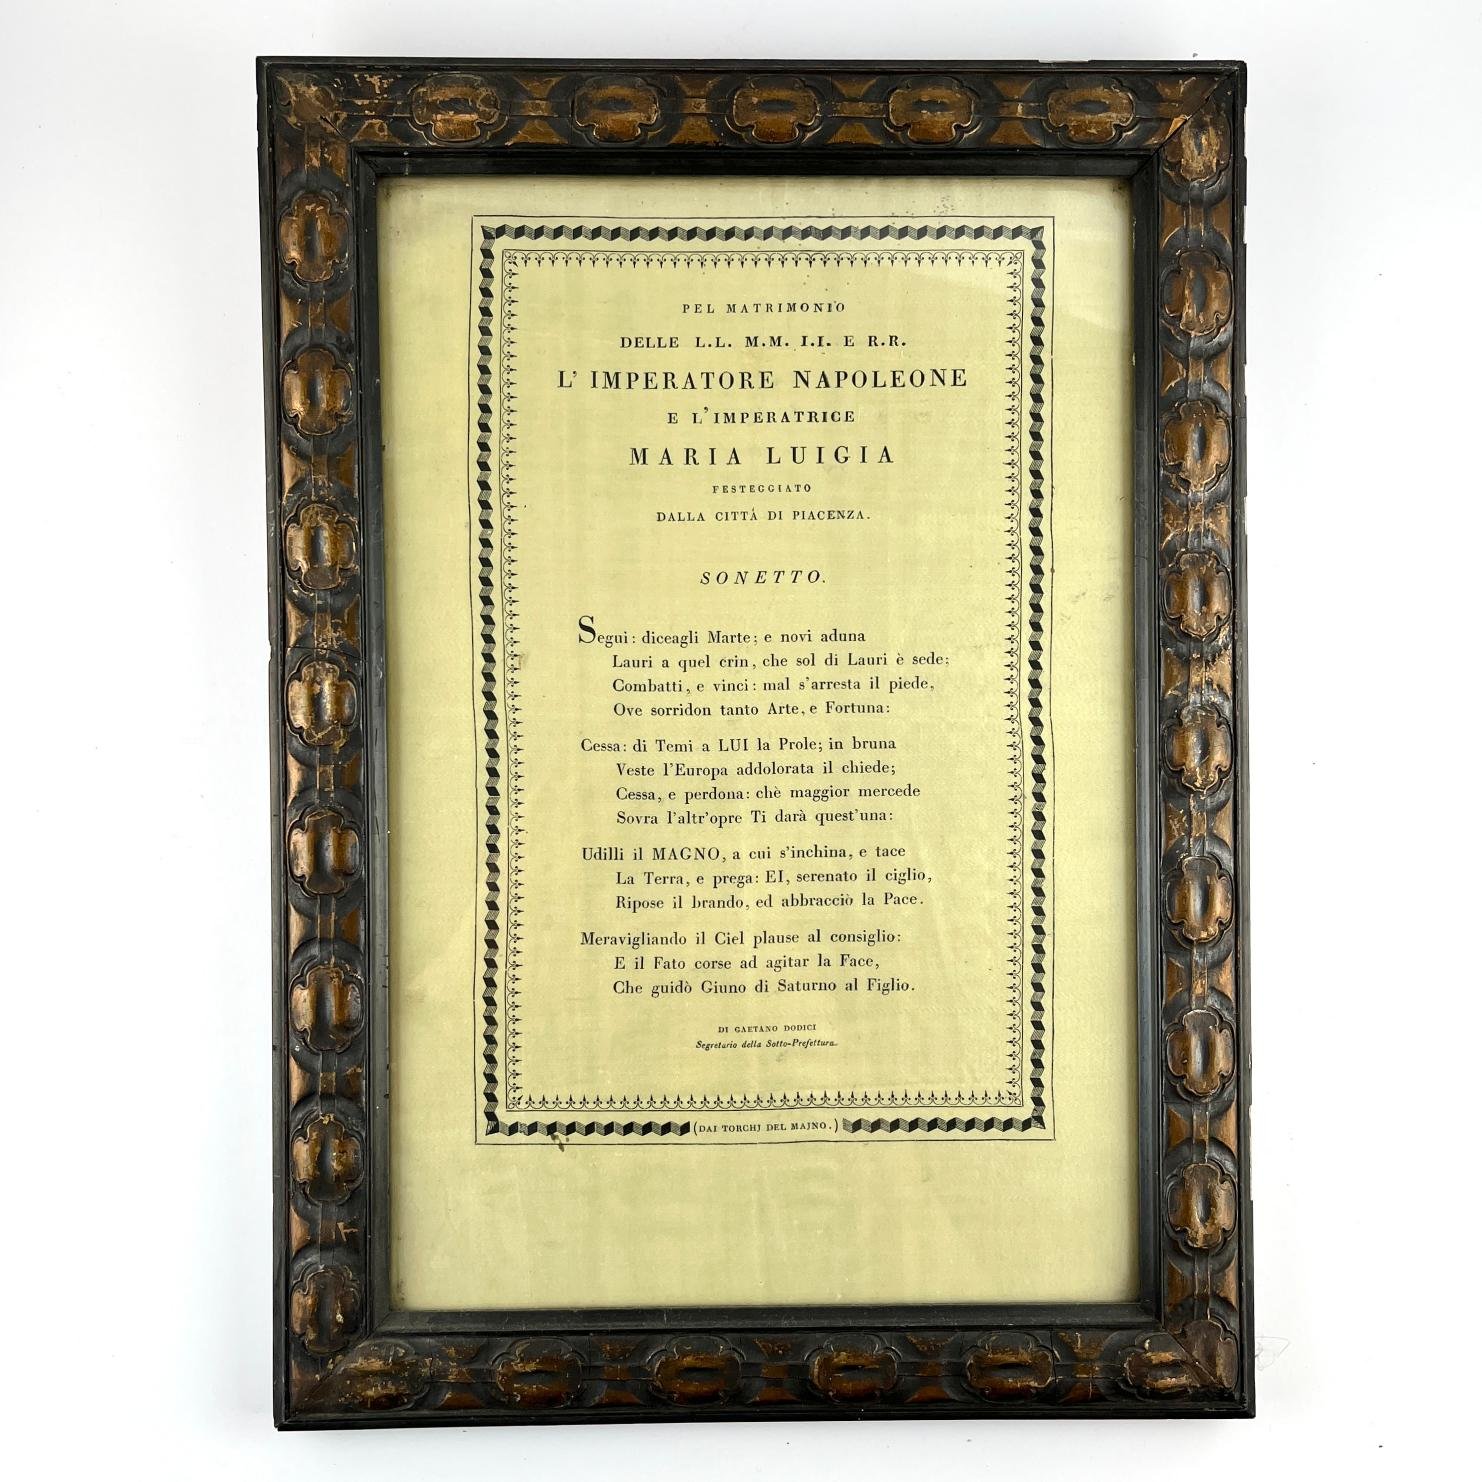 PEL MATRIMONIO
DELLE L.L. M.M. I.I. E R.R.
L' IMPERATORE NAPOLEONE
E L'IMPERATRICE
MARIA LUIGIA
FESTEGGIATO
DALLA CITTÁ DI PIACENZA.
SONETTO.
Segui: diceagli Marte; e novi aduna
Lauri a quel crin, che sol di Lauri è sede;
Combatti, e vinci: mal s'arresta il piede,
Ove sorridon tanto Arte, e Fortuna:
Cessa: di Temi a LUI la Prole; in bruna
Veste l'Europa addolorata il chiede;
Cessa, e perdona: chè maggior mercede
Sovra l'altr'opre Ti darà quest'una:
Udilli il MAGNO, a cui s'inchina, e tace
La Terra, e prega: EI, serenato il ciglio,
Ripose il brando, ed abbracciò la Pace.
Meravigliando il Ciel plause al consiglio:
E il Fato corse ad agitar la Face,
Che guidò Giuno di Saturno al Figlio.
DI GAETANO DODICI
Segretario della Sotto-Prefettura.
(DAI TORCHJ DEL MAJNO.)